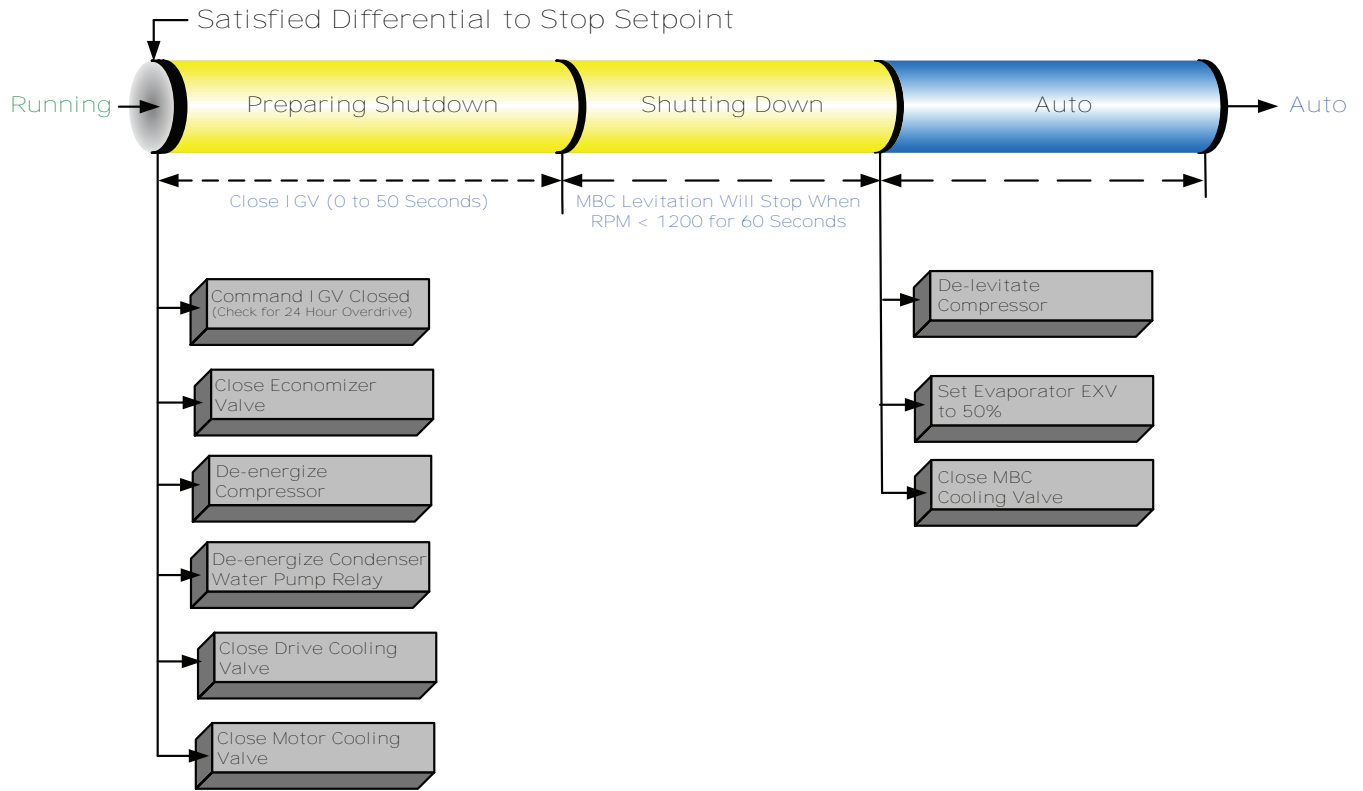 Satisfied Differential to Stop Setpoint
Running
Preparing Shutdown
Shutting Down
Auto
Auto
Close IGV (0 to 50 Seconds)
MBC Levitation Will Stop When
RPM < 1200 for 60 Seconds
Command IGV Closed
(Check for 24 Hour Overdrive)
Close Economizer
Valve
De-energize
Compressor
De-energize Condenser
Water Pump Relay
Close Drive Cooling
Valve
Close Motor Cooling
Valve
De-levitate
Compressor
Set Evaporator EXV
to 50%
Close MBC
Cooling Valve